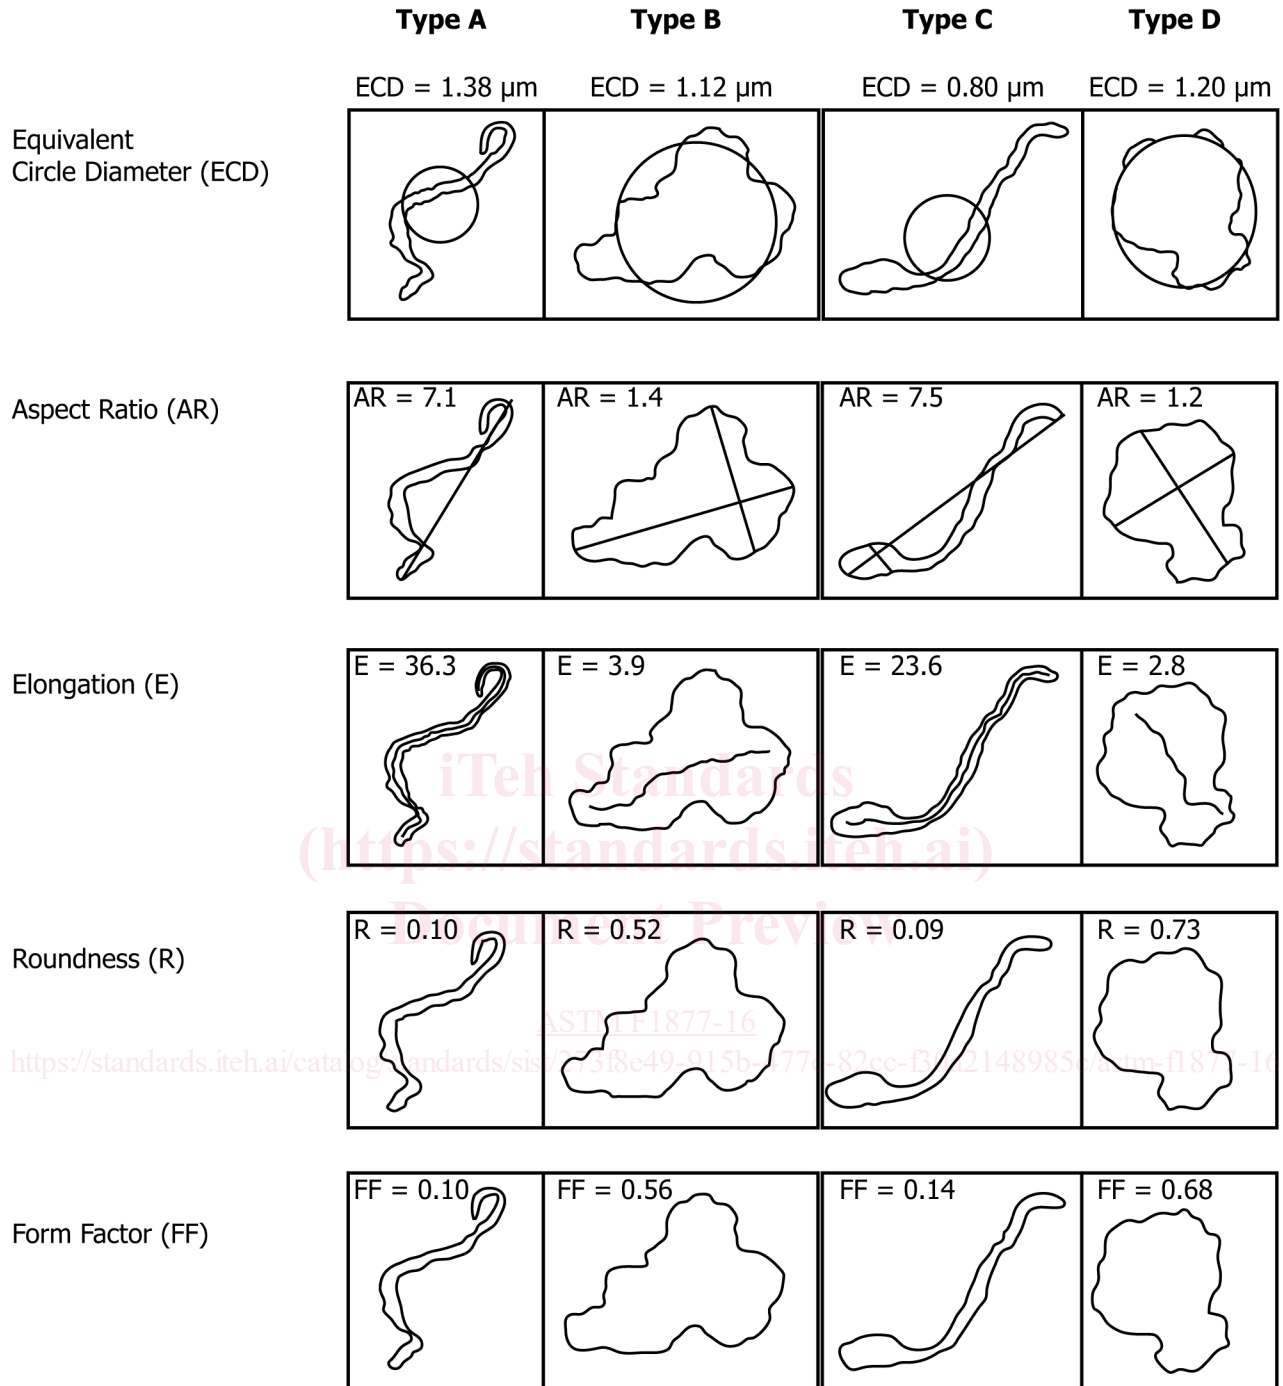 Type A Type B Type C Type D
ECD = 1.38 µm ECD = 1.12 µm ECD = 0.80 µm ECD = 1.20 µm
Equivalent
Circle Diameter (ECD)
Aspect Ratio (AR)
AR = 7.1 AR = 1.4 AR = 7.5 AR = 1.2
Elongation (E)
E = 36.3 E = 3.9 E = 23.6 E = 2.8
iTeh Standards
(https://standards.iteh.ai)
Document Preview
Roundness (R)
R = 0.10 R = 0.52 R = 0.09 R = 0.73
ASTM F1877-16
Form Factor (FF)
FF = 0.10 FF = 0.56 FF = 0.14 FF = 0.68